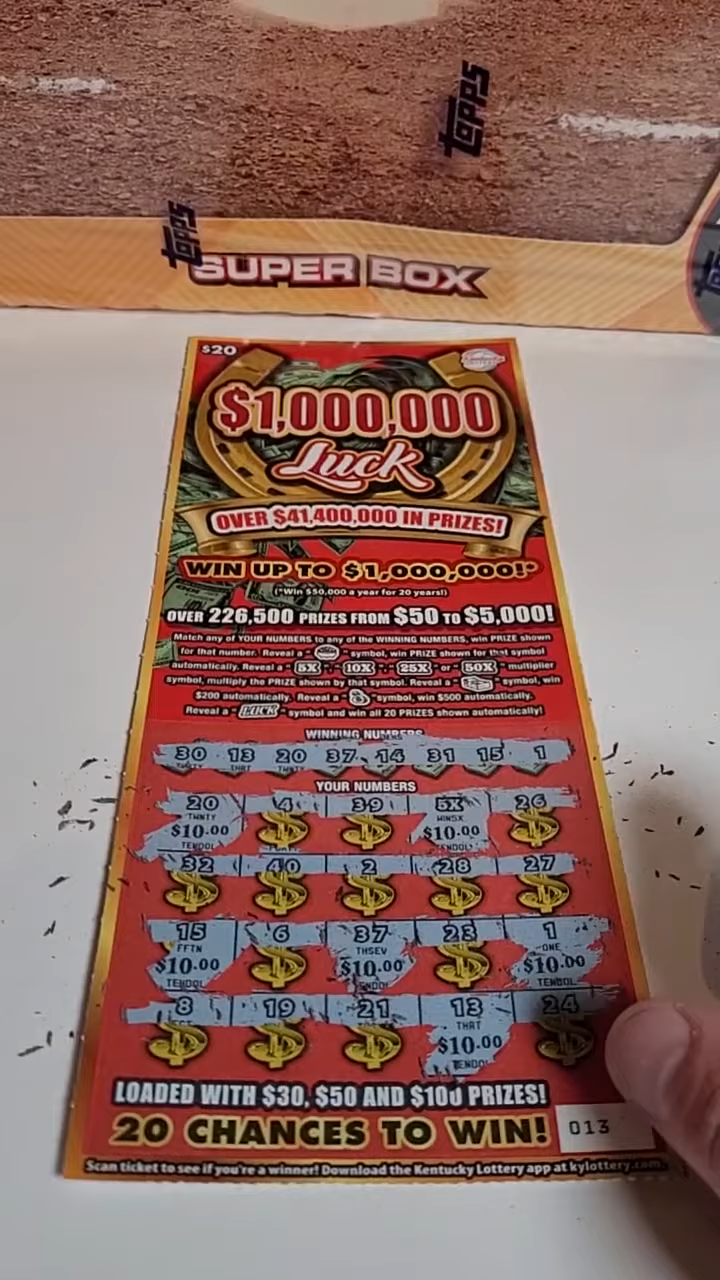 topps
topps
SUPER BOX
$20
Kentucky
$1,000,000
Luck
OVER $41,400,000 IN PRIZES!
WIN UP TO $1,000,000!*
(*Win $50,000 a year for 20 years!)
OVER 226,500 PRIZES FROM $50 TO $5,000!
Match any of YOUR NUMBERS to any of the WINNING NUMBERS, win PRIZE shown
for that number. Reveal a " " symbol, win PRIZE shown for that symbol
automatically. Reveal a "5X", "10X", "25X" or "50X" multiplier
symbol, multiply the PRIZE shown by that symbol. Reveal a " " symbol, win
$200 automatically. Reveal a " " symbol, win $500 automatically.
Reveal a "LUCK" symbol and win all 20 PRIZES shown automatically!
WINNING NUMBERS
30 13 20 37 14 31 15 1
YOUR NUMBERS
20 4 39 5X 26
TWNTY WIN5X
$10.00 $10.00
TENDOL TENDOL
32 40 2 28 27
15 6 37 23 1
FFTN THSEV ONE
$10.00 $10.00 $10.00
TENDOL TENDOL
8 19 21 13 24
THRT
$10.00
TENDOL
LOADED WITH $30, $50 AND $100 PRIZES!
20 CHANCES TO WIN!
013
Scan ticket to see if you're a winner! Download the Kentucky Lottery app at kylottery.com.